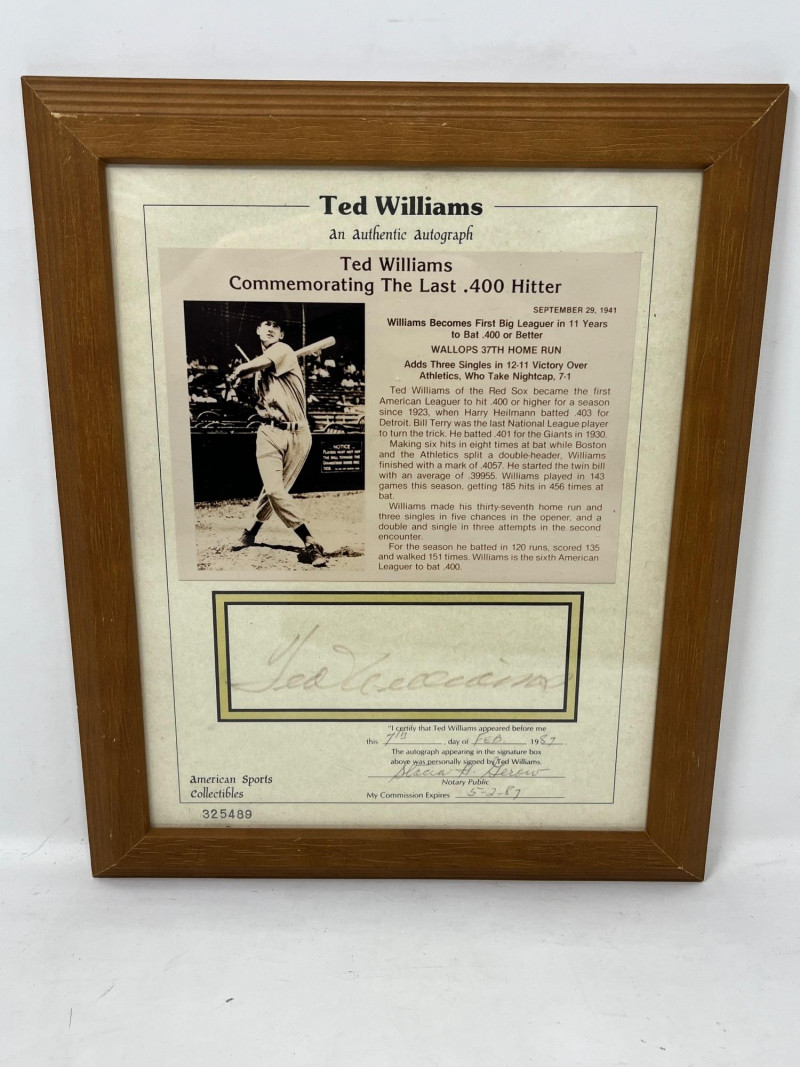 Ted Williams
An Authentic Autograph
Ted Williams
Commemorating The Last .400 Hitter
SEPTEMBER 29, 1941
Williams Becomes First Big Leaguer in 11 Years
to Bat .400 or Better
WALLOPS 37TH HOME RUN
Adds Three Singles in 12-11 Victory Over
Athletics, Who Take Nightcap, 7-1
Ted Williams of the Red Sox became the first
American Leaguer to hit .400 or higher for a season
since 1923, when Harry Heilmann batted .403 for
Detroit. Bill Terry was the last National League player
to turn the trick. He batted .401 for the Giants in 1930.
Making six hits in eight times at bat while Boston
and the Athletics split a double-header, Williams
finished with a mark of .4057. He started the twin bill
with an average of .39955. Williams played in 143
games this season, getting 185 hits in 456 times at
bat.
Williams made his thirty-seventh home run and
three singles in five chances in the opener, and a
double and single in three attempts in the second
encounter.
For the season he batted in 120 runs, scored 135
and walked 151 times. Williams is the sixth American
Leaguer to bat .400.
NOTICE
PLAYERS MUST NOT HIT
THE BALL TOWARD THE
Ted Williams
"I certify that Ted Williams appeared before me
this 7TH day of FEB. 1987
The autograph appearing in the signature box
above was personally signed by Ted Williams.
H. Gerow
Notary Public
My Commission Expires 5-2-87
American Sports
Collectibles
325489